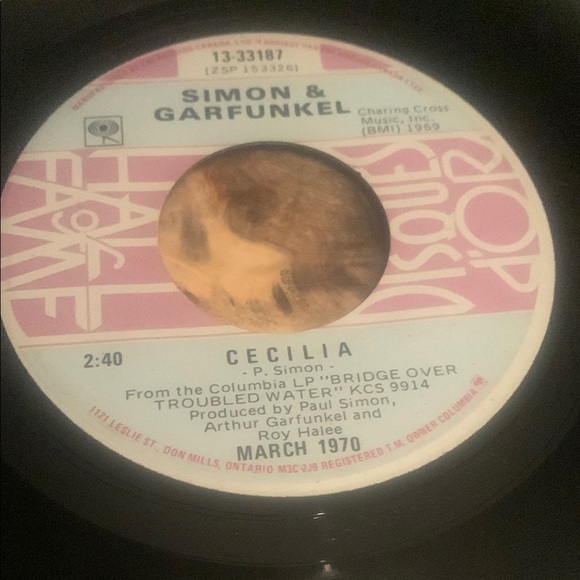 13-33187
(ZSP 153326)
SIMON &
GARFUNKEL
Charing Cross
Music, Inc.
(BMI) 1969
HALL
of
FAME
DISQUES
D'OR
2:40
CECILIA
- P. Simon -
From the Columbia LP "BRIDGE OVER
TROUBLED WATER" KCS 9914
Produced by Paul Simon,
Arthur Garfunkel and
Roy Halee
MARCH 1970
1121 LESLIE ST. DON MILLS, ONTARIO M3C-2J9 REGISTERED T.M. OWNER COLUMBIA